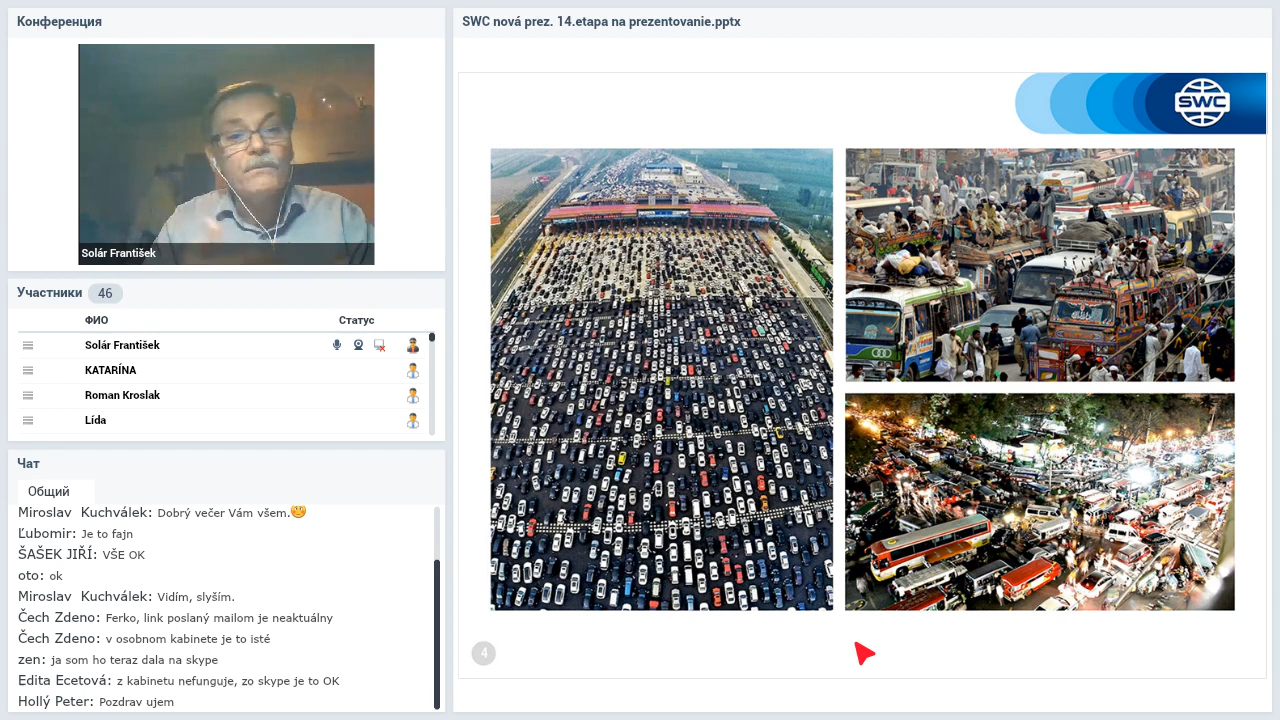 Конференция
Solár František
Участники 46
ФИО Статус
Solár František
KATARÍNA
Roman Kroslak
Lída
Чат
Общий
Miroslav Kuchválek: Dobrý večer Vám všem.
Ľubomir: Je to fajn
ŠAŠEK JIŘÍ: VŠE OK
oto: ok
Miroslav Kuchválek: Vidím, slyším.
Čech Zdeno: Ferko, link poslaný mailom je neaktuálny
Čech Zdeno: v osobnom kabinete je to isté
zen: ja som ho teraz dala na skype
Edita Ecetová: z kabinetu nefunguje, zo skype je to OK
Hollý Peter: Pozdrav ujem
SWC nová prez. 14.etapa na prezentovanie.pptx
SWC
4